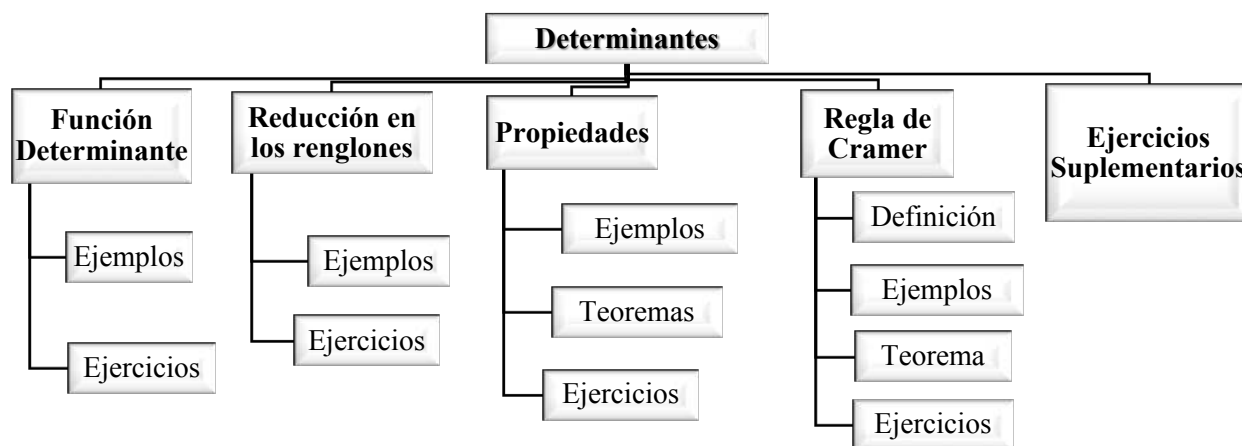 Determinantes
Función
Determinante
Ejemplos
Ejercicios
Reducción en
los renglones
Ejemplos
Ejercicios
Propiedades
Ejemplos
Teoremas
Ejercicios
Regla de
Cramer
Definición
Ejemplos
Teorema
Ejercicios
Ejercicios
Suplementarios